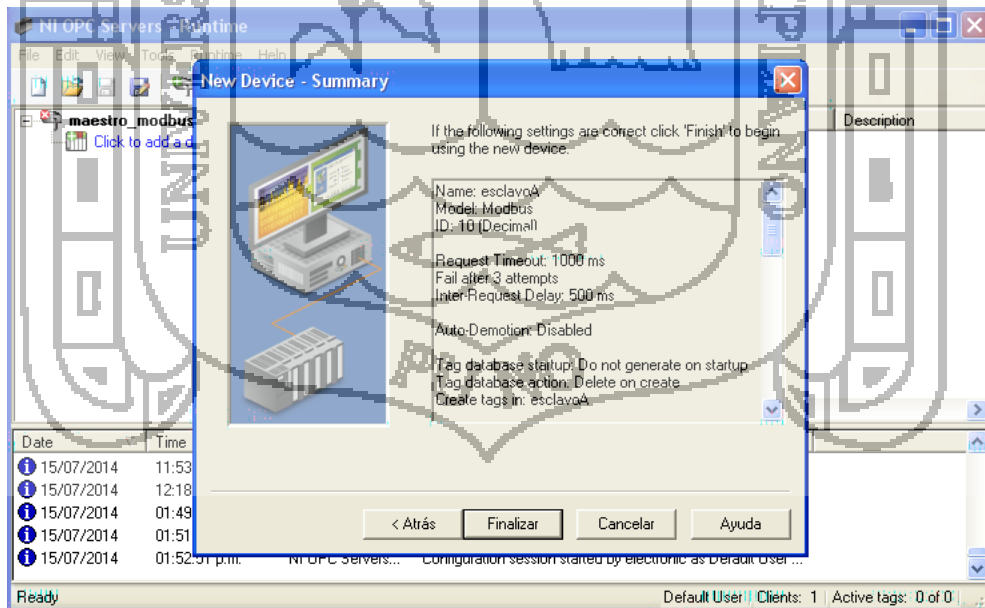 NI OPC Servers - Runtime
File Edit View Tools Runtime Help
New Device - Summary
maestro_modbus
Click to add a d
Description
If the following settings are correct click 'Finish' to begin
using the new device.
Name: esclavoA
Model: Modbus
ID: 10 (Decimal)
Request Timeout: 1000 ms
Fail after 3 attempts
Inter-Request Delay: 500 ms
Auto-Demotion: Disabled
Tag database startup: Do not generate on startup
Tag database action: Delete on create
Create tags in: esclavoA
< Atrás Finalizar Cancelar Ayuda
Date Time
15/07/2014 11:53
15/07/2014 12:18
15/07/2014 01:49
15/07/2014 01:51
15/07/2014 01:52:51 p.m. NI OPC Servers... Configuration session started by electronic as Default User ...
Ready Default User Clients: 1 Active tags: 0 of 0